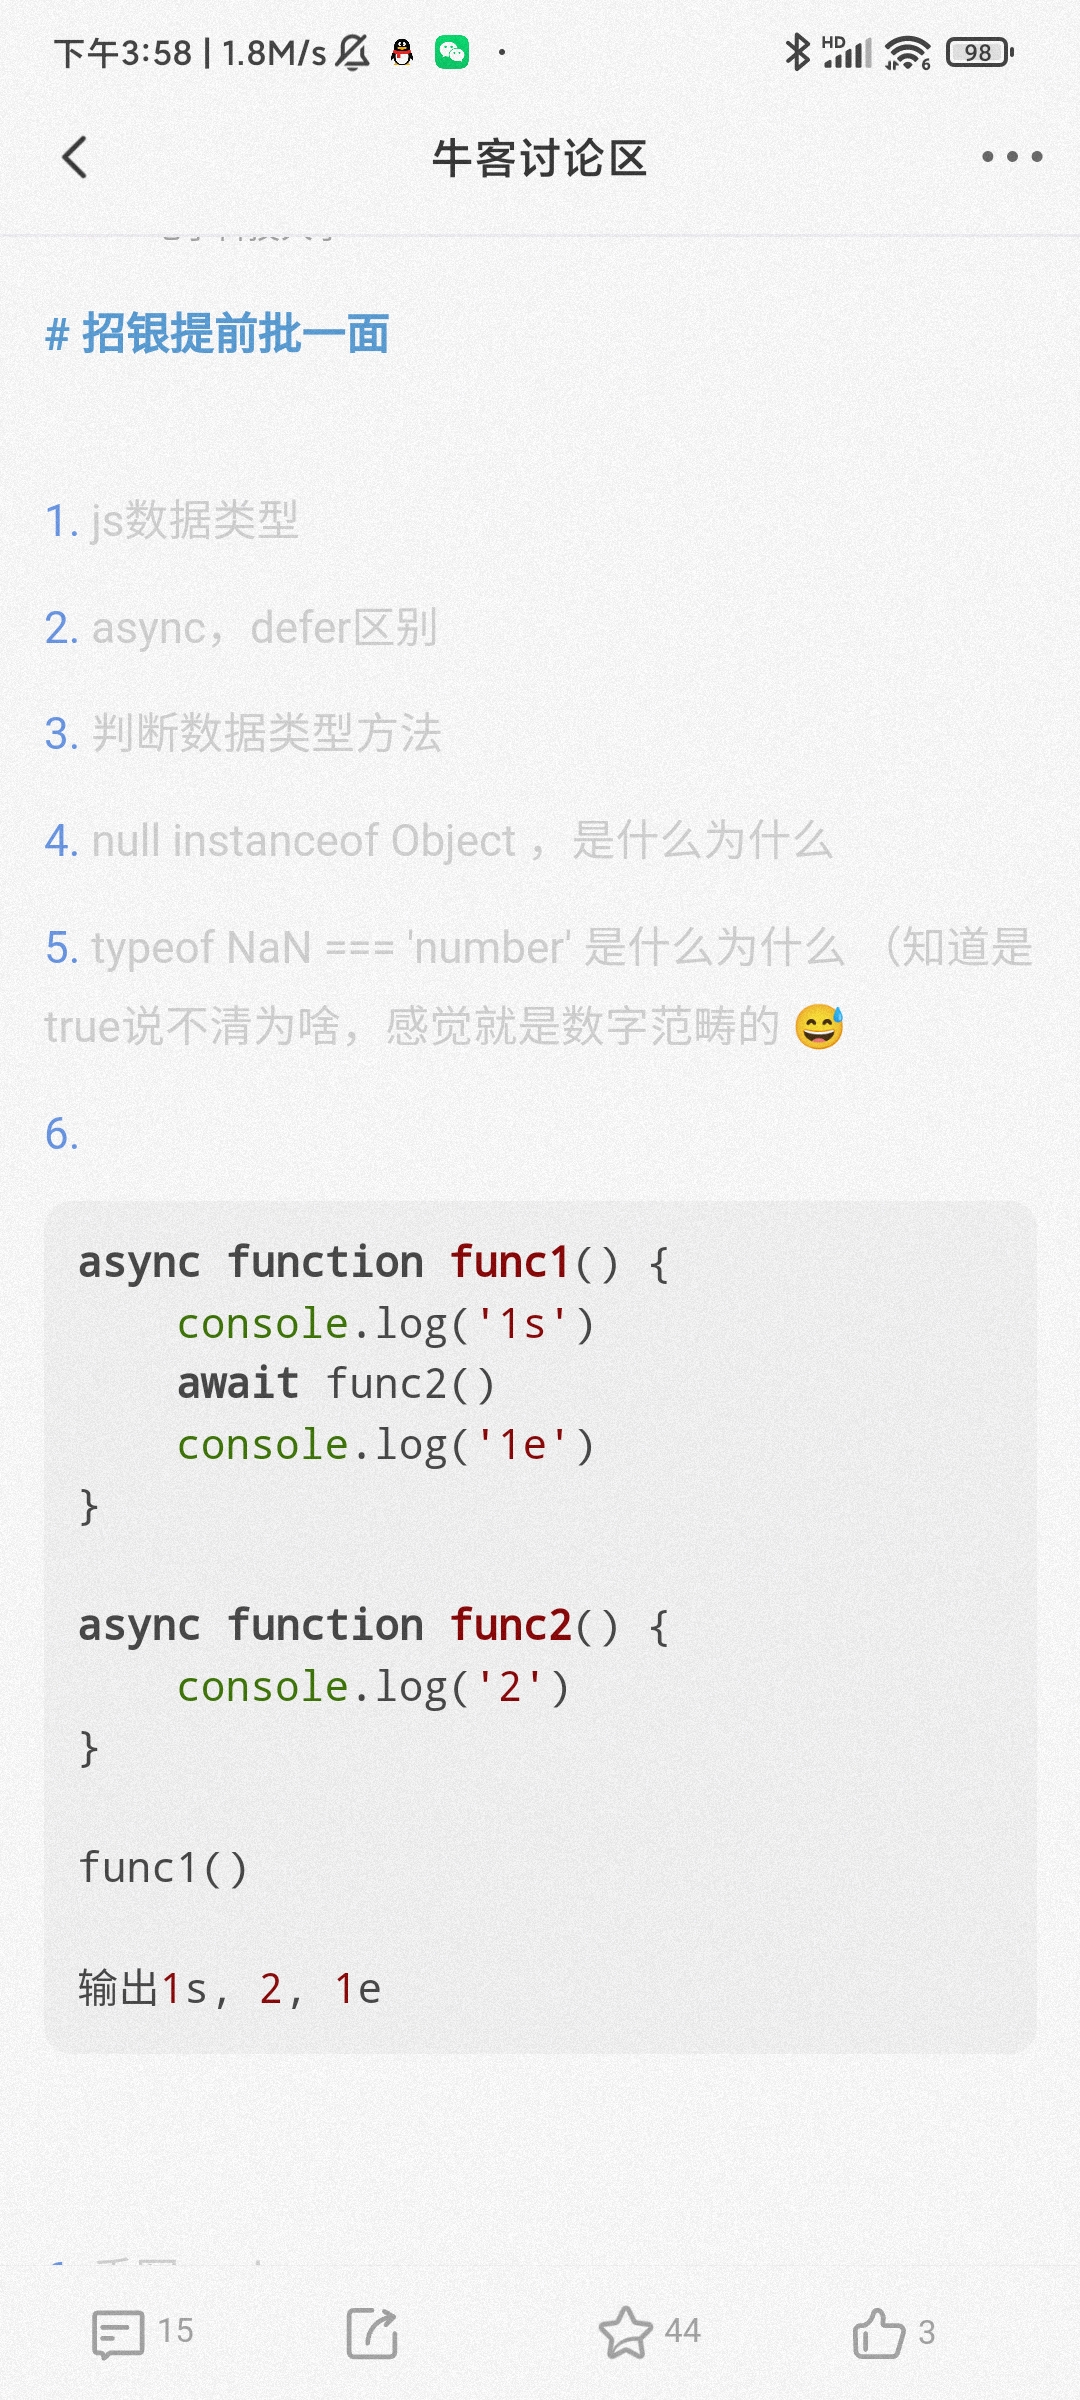 下午3:58 | 1.8M/s
HD 6 98
牛客讨论区
# 招银提前批一面
1. js数据类型
2. async，defer区别
3. 判断数据类型方法
4. null instanceof Object ，是什么为什么
5. typeof NaN === 'number' 是什么为什么 （知道是
true说不清为啥，感觉就是数字范畴的 😅
6.
async function func1() {
    console.log('1s')
    await func2()
    console.log('1e')
}
async function func2() {
    console.log('2')
}
func1()
输出1s, 2, 1e
15 44 3